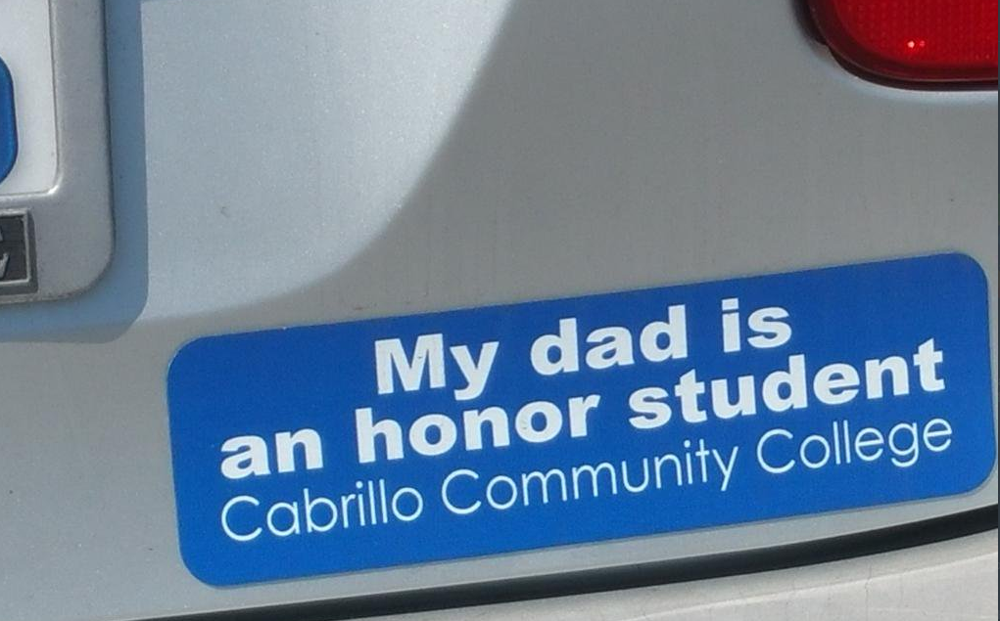 My dad is
an honor student
Cabrillo Community College